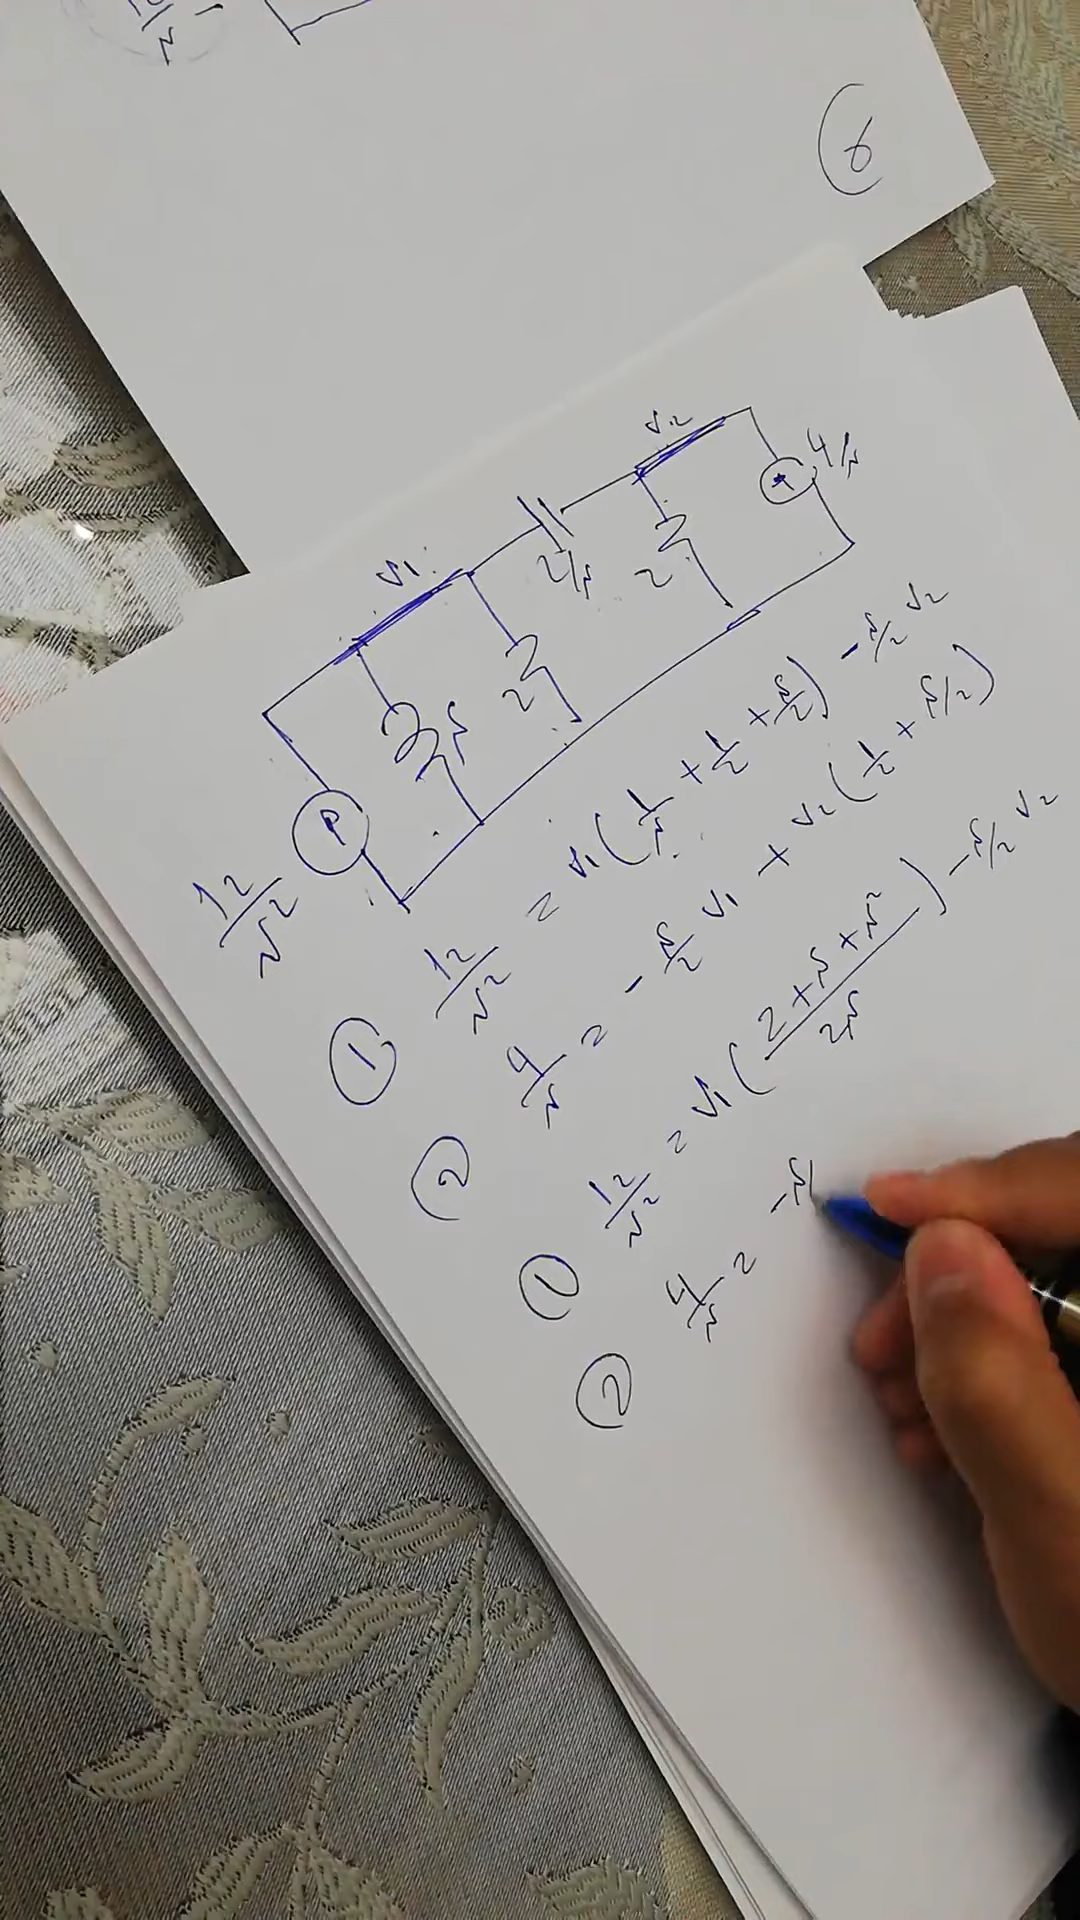 12/s
6
V2
4/s
V1
2/s
2
s
2
12/s²
① 12/s² = V1(1/s + 1/2 + s/2) - s/2 V2
② 4/s = - s/2 V1 + V2(1/2 + s/2)
① 12/s² = V1((2 + s + s²)/2s) - s/2 V2
② 4/s = - s/